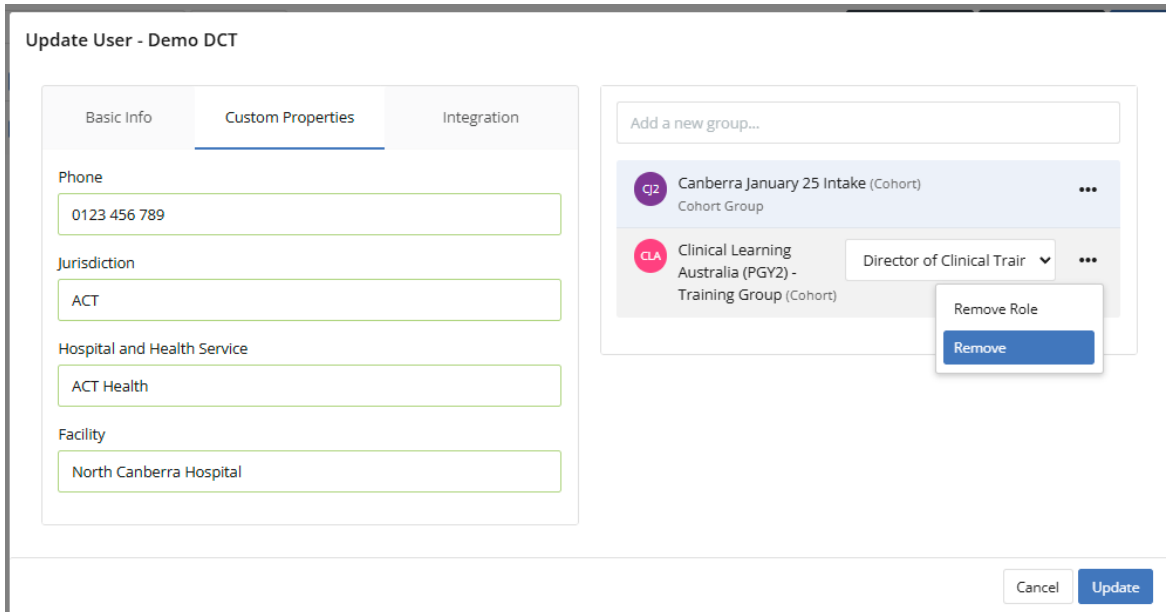 Update User - Demo DCT
Basic Info
Custom Properties
Integration
Phone
0123 456 789
Jurisdiction
ACT
Hospital and Health Service
ACT Health
Facility
North Canberra Hospital
Add a new group...
CJ2
Canberra January 25 Intake (Cohort)
Cohort Group
CLA
Clinical Learning
Australia (PGY2) -
Training Group (Cohort)
Director of Clinical Trair
Remove Role
Remove
Cancel
Update